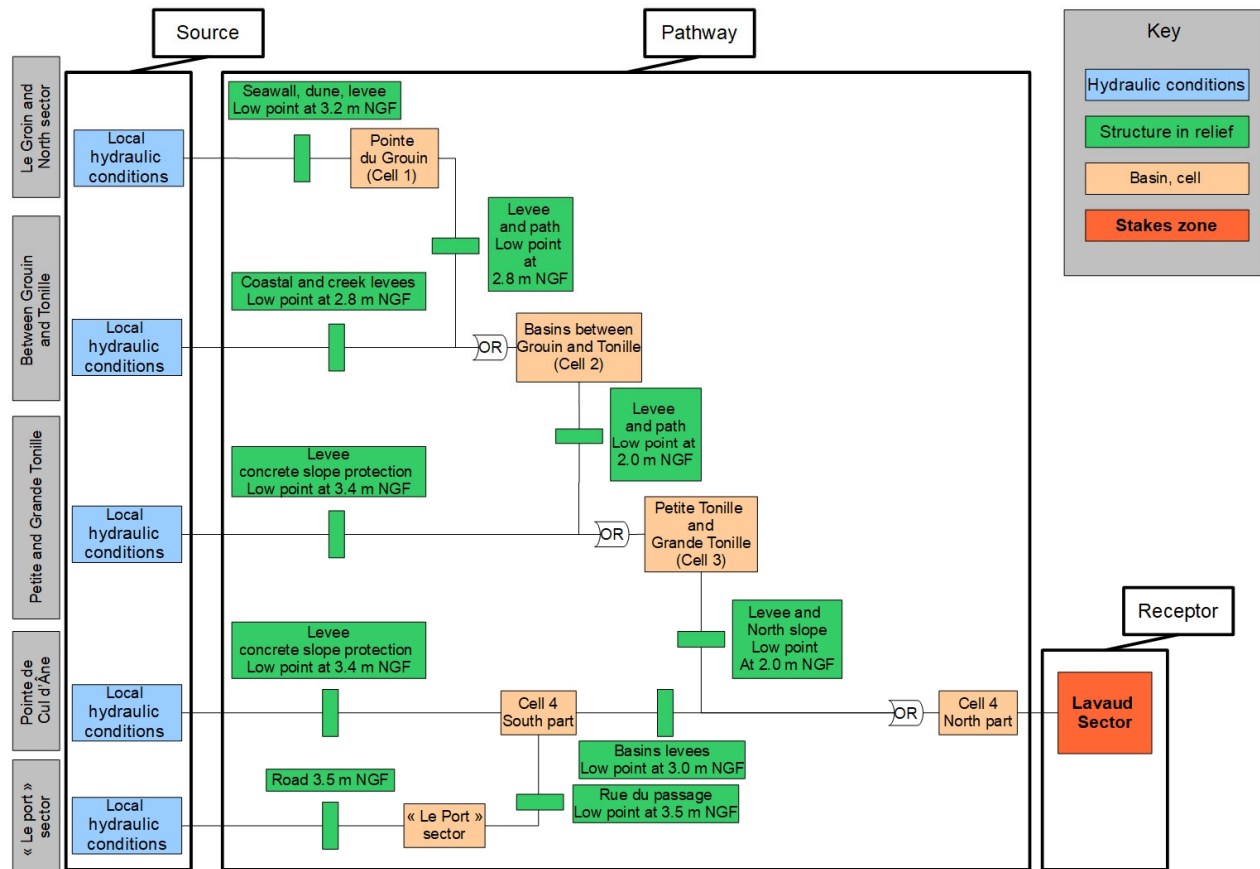 Source
Pathway
Key
Hydraulic conditions
Structure in relief
Basin, cell
Stakes zone
Le Groin and
North sector
Local
hydraulic
conditions
Seawall, dune, levee
Low point at 3.2 m NGF
Pointe
du Grouin
(Cell 1)
Levee
and path
Low point
at
2.8 m NGF
Between Grouin
and Tonille
Local
hydraulic
conditions
Coastal and creek levees
Low point at 2.8 m NGF
OR
Basins between
Grouin and Tonille
(Cell 2)
Levee
and path
Low point at
2.0 m NGF
Petite and Grande Tonille
Local
hydraulic
conditions
Levee
concrete slope protection
Low point at 3.4 m NGF
OR
Petite Tonille
and
Grande Tonille
(Cell 3)
Levee and
North slope
Low point
At 2.0 m NGF
Receptor
Pointe de
Cul d'Âne
Local
hydraulic
conditions
Levee
concrete slope protection
Low point at 3.4 m NGF
Cell 4
South part
Basins levees
Low point at 3.0 m NGF
OR
Cell 4
North part
Lavaud
Sector
« Le port »
sector
Local
hydraulic
conditions
Road 3.5 m NGF
« Le Port »
sector
Rue du passage
Low point at 3.5 m NGF